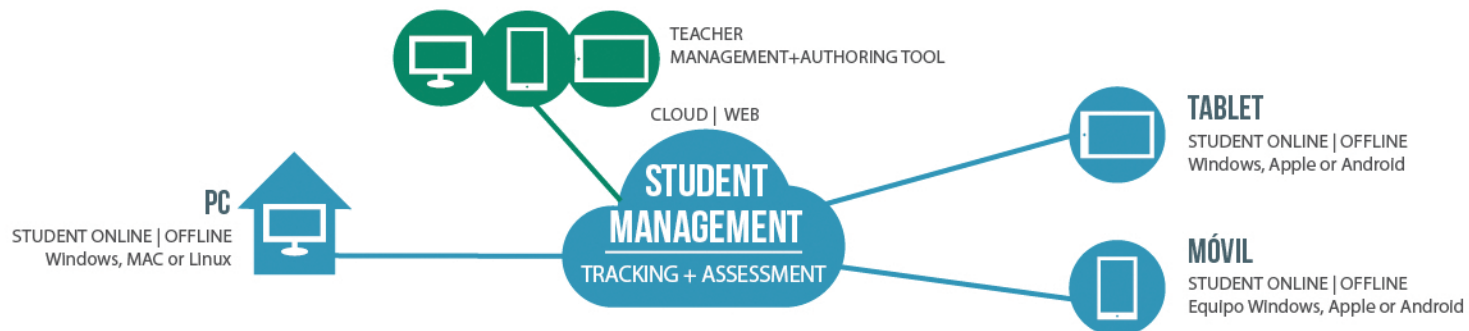 TEACHER
MANAGEMENT+AUTHORING TOOL
CLOUD | WEB
STUDENT
MANAGEMENT
TRACKING + ASSESSMENT
PC
STUDENT ONLINE | OFFLINE
Windows, MAC or Linux
TABLET
STUDENT ONLINE | OFFLINE
Windows, Apple or Android
MÓVIL
STUDENT ONLINE | OFFLINE
Equipo Windows, Apple or Android